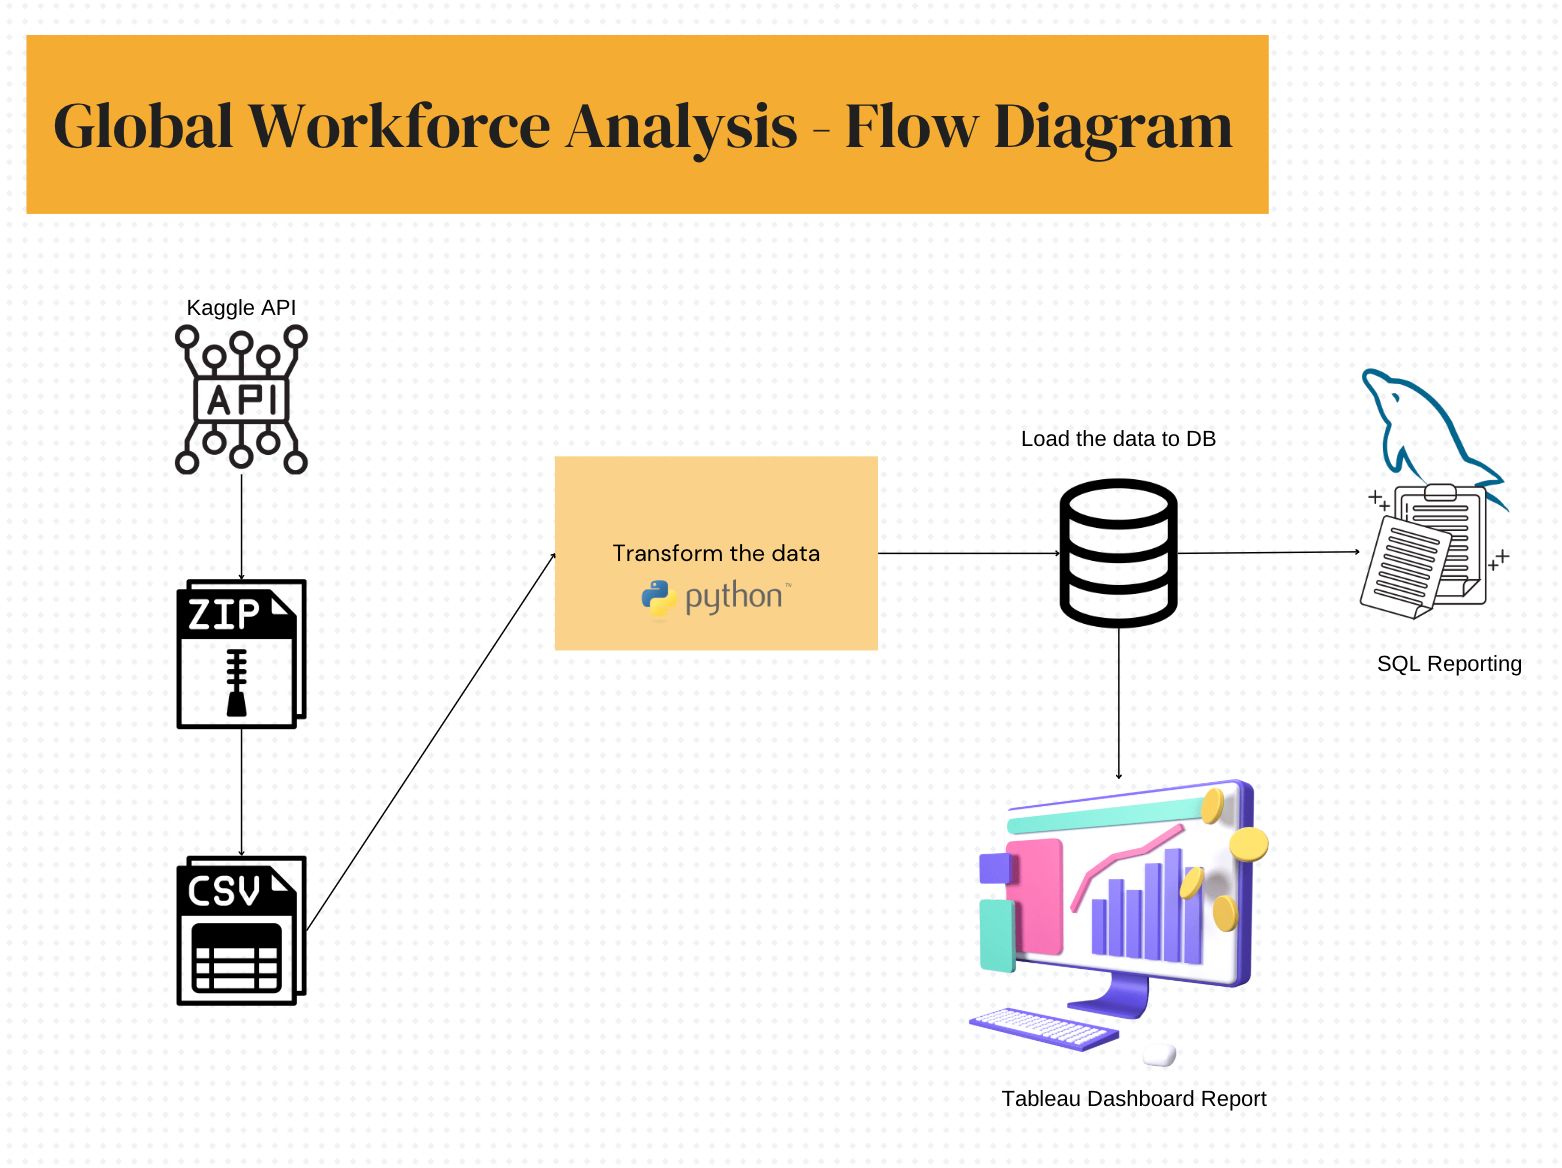 Global Workforce Analysis - Flow Diagram
Kaggle API
API
ZIP
CSV
Transform the data
python™
Load the data to DB
SQL Reporting
Tableau Dashboard Report